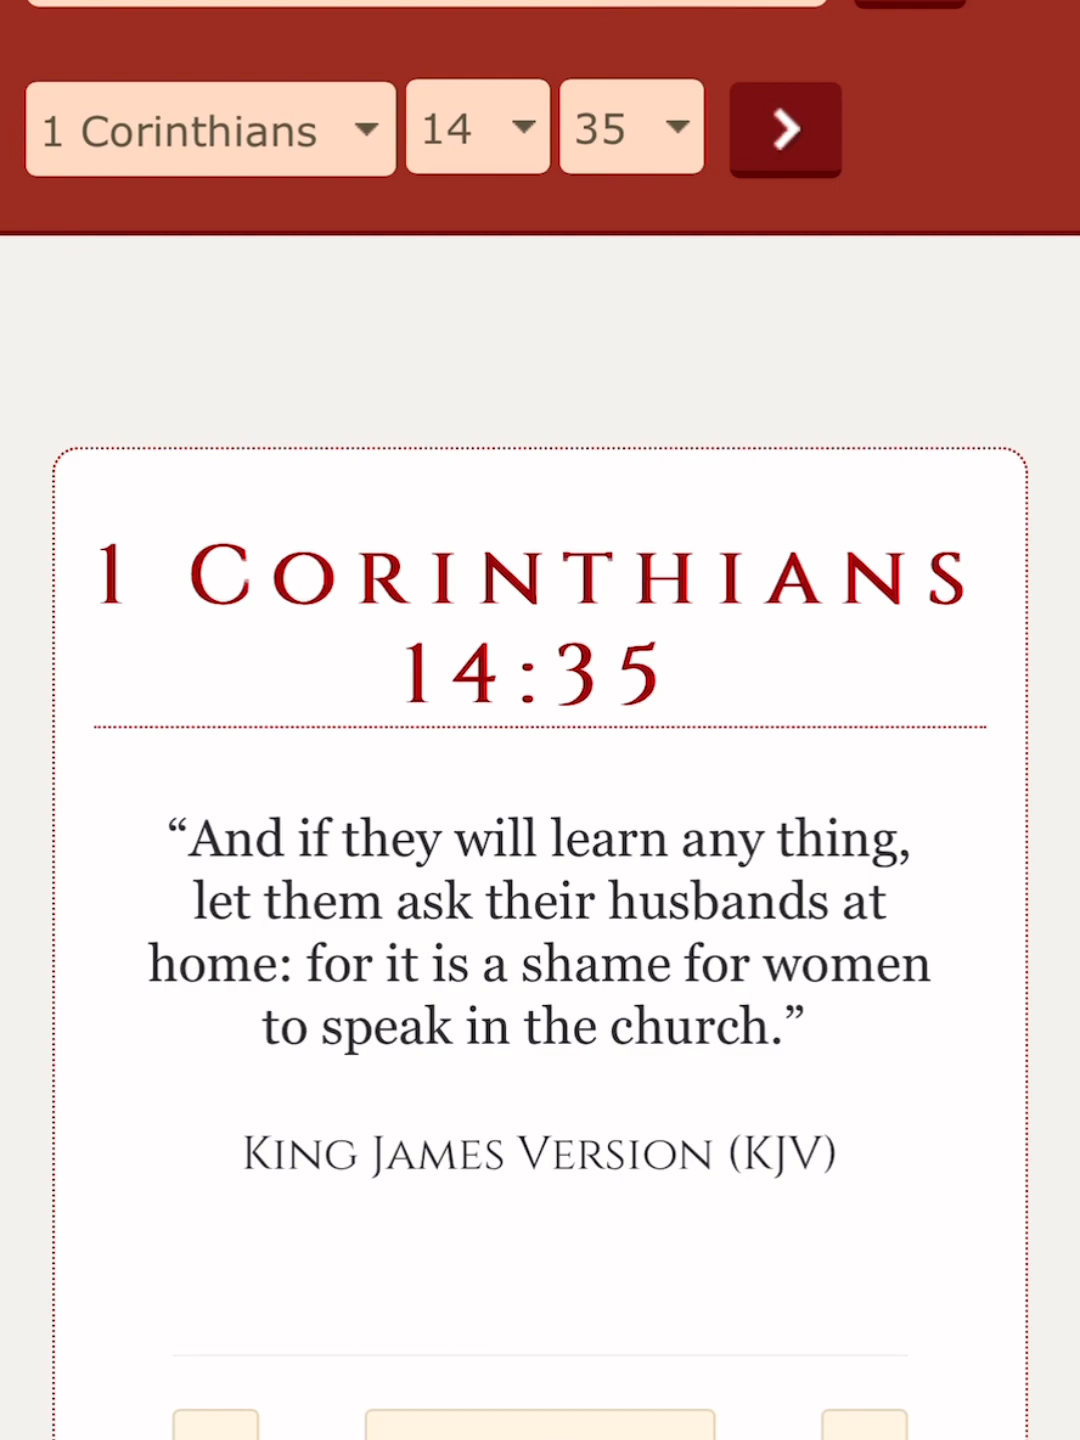 1 Corinthians 14 35
1 CORINTHIANS
14:35
“And if they will learn any thing,
let them ask their husbands at
home: for it is a shame for women
to speak in the church.”
KING JAMES VERSION (KJV)